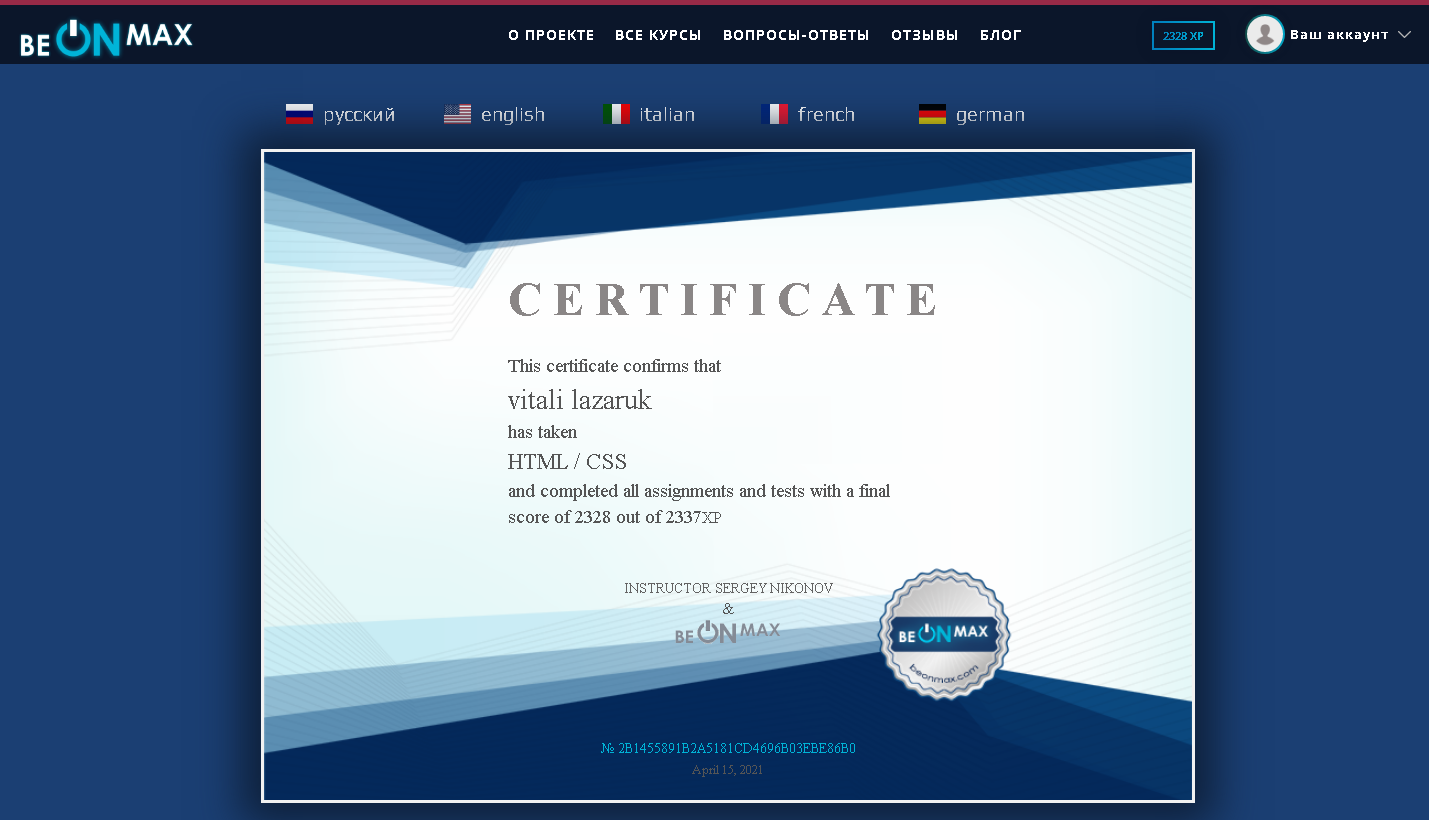 BE ON MAX
О ПРОЕКТЕ ВСЕ КУРСЫ ВОПРОСЫ-ОТВЕТЫ ОТЗЫВЫ БЛОГ
2328 XP
Ваш аккаунт
русский english italian french german
CERTIFICATE
This certificate confirms that
vitali lazaruk
has taken
HTML / CSS
and completed all assignments and tests with a final
score of 2328 out of 2337XP
INSTRUCTOR SERGEY NIKONOV
&
BE ON MAX
BE ON MAX
beonmax.com
№ 2B1455891B2A5181CD4696B03EBE86B0
April 15, 2021